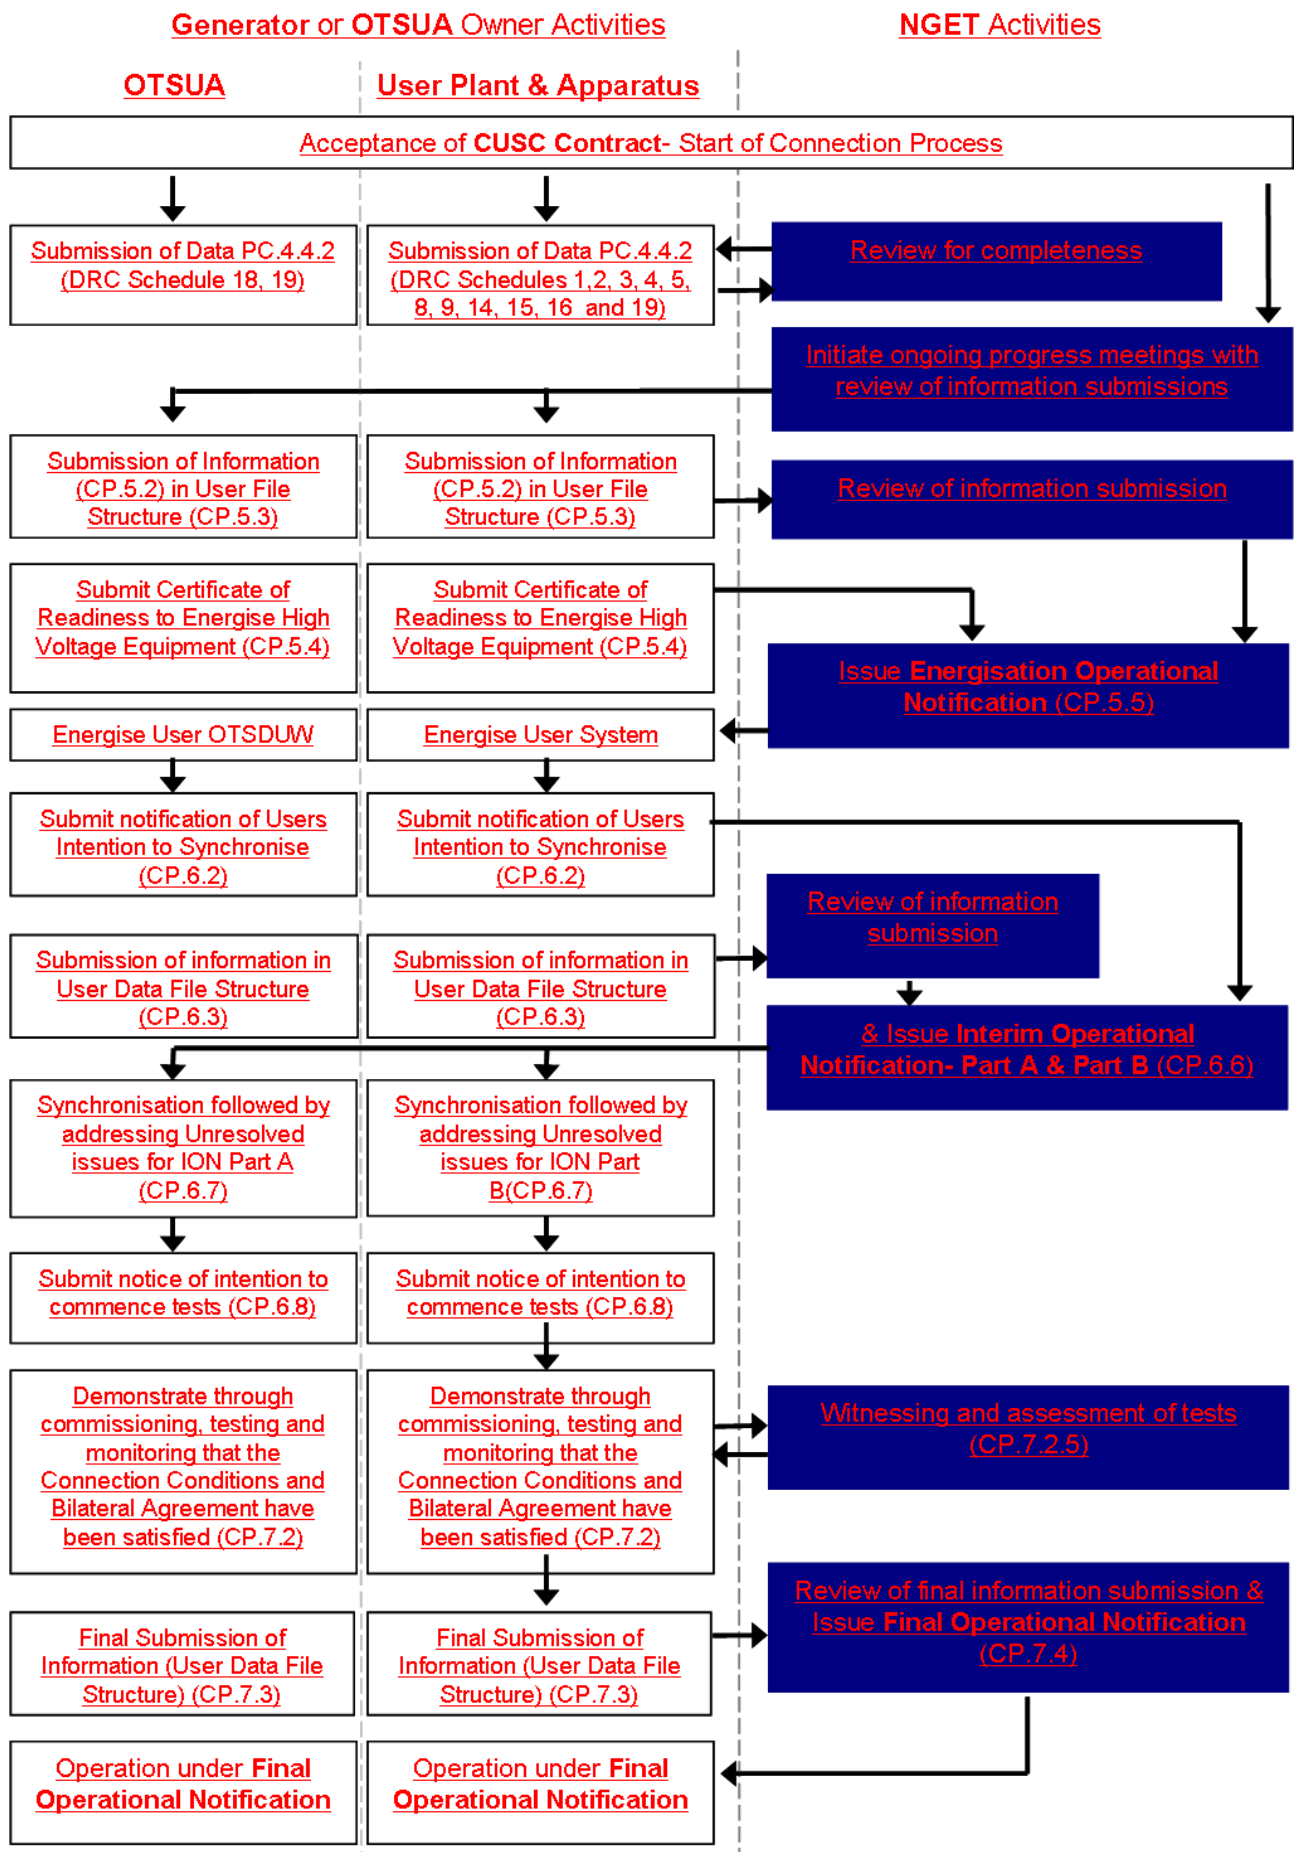 Generator or OTSUA Owner Activities
NGET Activities
OTSUA
User Plant & Apparatus
Acceptance of CUSC Contract- Start of Connection Process
Submission of Data PC.4.4.2
(DRC Schedule 18, 19)
Submission of Data PC.4.4.2
(DRC Schedules 1,2, 3, 4, 5,
8, 9, 14, 15, 16 and 19)
Review for completeness
Initiate ongoing progress meetings with
review of information submissions
Submission of Information
(CP.5.2) in User File
Structure (CP.5.3)
Submission of Information
(CP.5.2) in User File
Structure (CP.5.3)
Review of information submission
Submit Certificate of
Readiness to Energise High
Voltage Equipment (CP.5.4)
Submit Certificate of
Readiness to Energise High
Voltage Equipment (CP.5.4)
Issue Energisation Operational
Notification (CP.5.5)
Energise User OTSDUW
Energise User System
Submit notification of Users
Intention to Synchronise
(CP.6.2)
Submit notification of Users
Intention to Synchronise
(CP.6.2)
Review of information
submission
Submission of information in
User Data File Structure
(CP.6.3)
Submission of information in
User Data File Structure
(CP.6.3)
& Issue Interim Operational
Notification- Part A & Part B (CP.6.6)
Synchronisation followed by
addressing Unresolved
issues for ION Part A
(CP.6.7)
Synchronisation followed by
addressing Unresolved
issues for ION Part
B(CP.6.7)
Submit notice of intention to
commence tests (CP.6.8)
Submit notice of intention to
commence tests (CP.6.8)
Demonstrate through
commissioning, testing and
monitoring that the
Connection Conditions and
Bilateral Agreement have
been satisfied (CP.7.2)
Demonstrate through
commissioning, testing and
monitoring that the
Connection Conditions and
Bilateral Agreement have
been satisfied (CP.7.2)
Witnessing and assessment of tests
(CP.7.2.5)
Review of final information submission &
Issue Final Operational Notification
(CP.7.4)
Final Submission of
Information (User Data File
Structure) (CP.7.3)
Final Submission of
Information (User Data File
Structure) (CP.7.3)
Operation under Final
Operational Notification
Operation under Final
Operational Notification